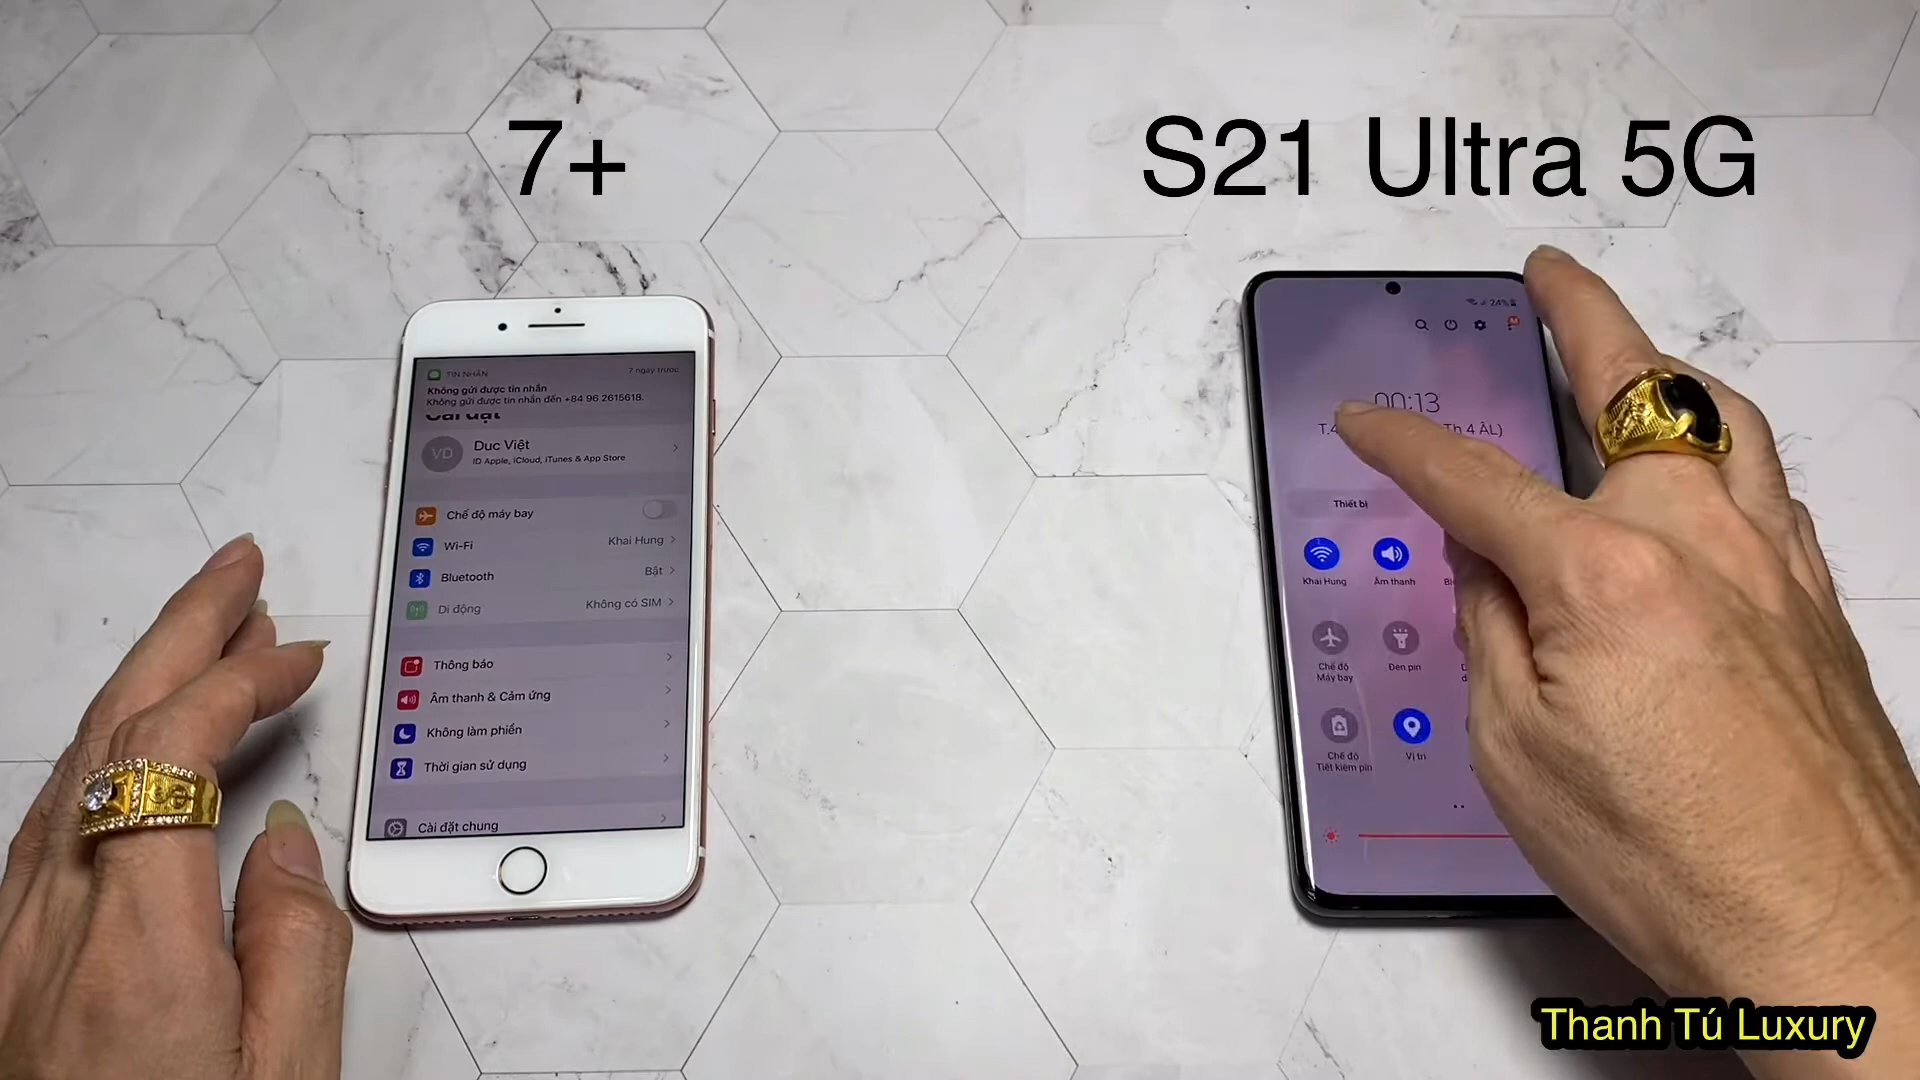 7+
S21 Ultra 5G
TIN NHẮN
7 ngày trước
Không gửi được tin nhắn
Không gửi được tin nhắn đến +84 96 2615618.
Cài đặt
VD
Duc Việt
ID Apple, iCloud, iTunes & App Store
Chế độ máy bay
Wi-Fi
Khai Hung
Bluetooth
Bật
Di động
Không có SIM
Thông báo
Âm thanh & Cảm ứng
Không làm phiền
Thời gian sử dụng
Cài đặt chung
24%
00:13
Th 4 ÂL)
Thiết bị
Khai Hung
Âm thanh
Chế độ
Máy bay
Đèn pin
Chế độ
Tiết kiệm pin
Vị trí
Thanh Tú Luxury